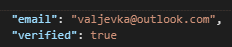 "email": "valjevka@outlook.com",
"verified": true